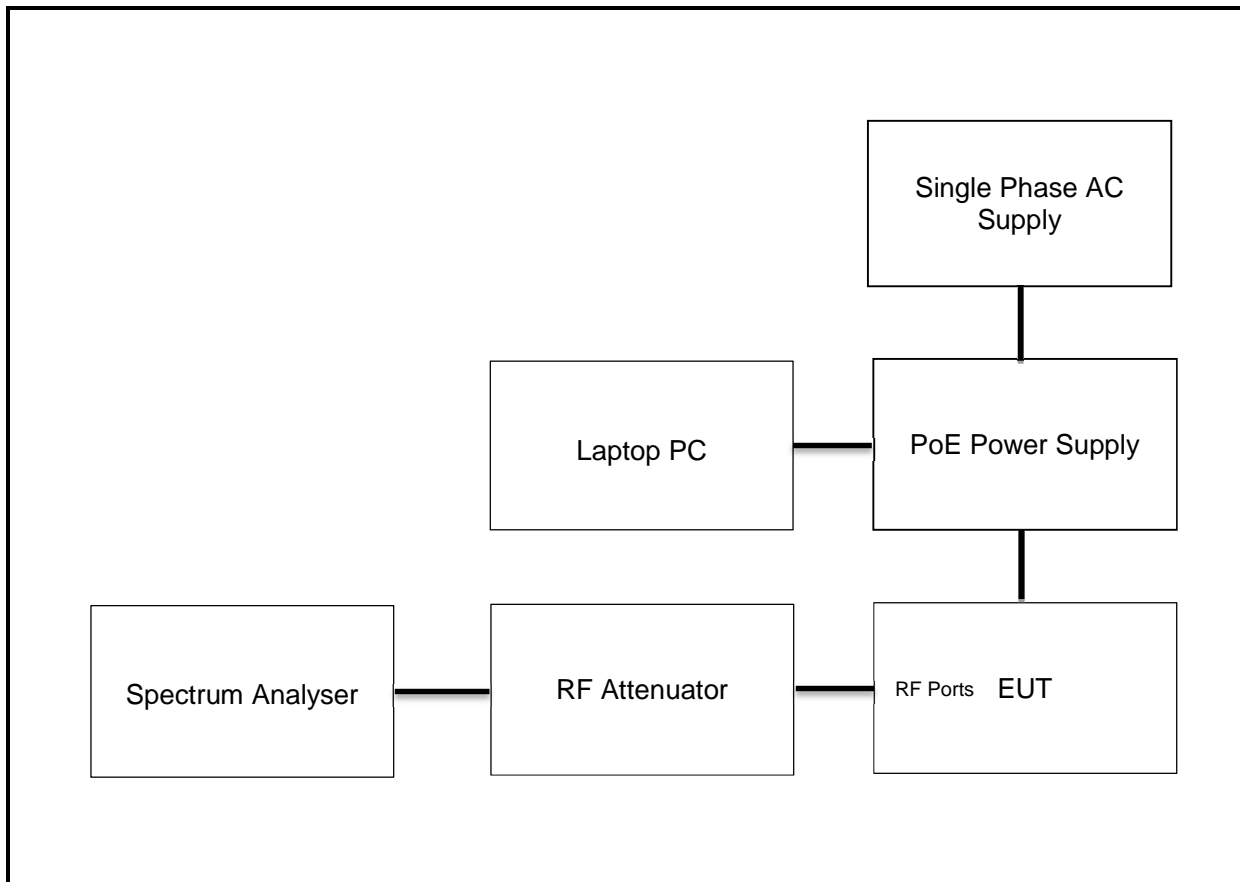 Single Phase AC
Supply
Laptop PC
PoE Power Supply
Spectrum Analyser
RF Attenuator
RF Ports EUT